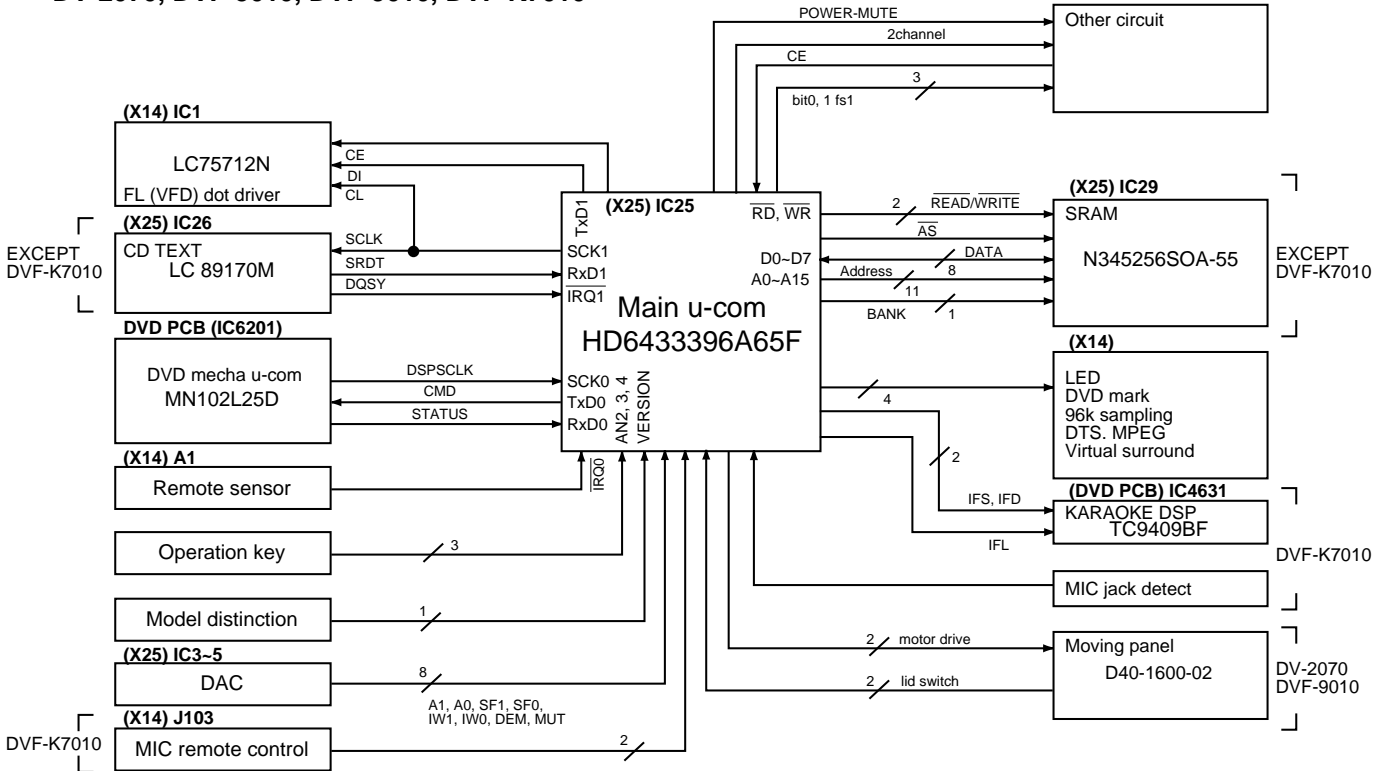 POWER-MUTE
2channel
CE
3
bit0, 1 fs1
Other circuit
(X14) IC1
LC75712N
FL (VFD) dot driver
CE
DI
CL
(X25) IC26
CD TEXT
LC 89170M
EXCEPT
DVF-K7010
SCLK
SRDT
DQSY
DVD PCB (IC6201)
DVD mecha u-com
MN102L25D
DSPSCLK
CMD
STATUS
(X14) A1
Remote sensor
Operation key
3
Model distinction
1
(X25) IC3~5
DAC
8
A1, A0, SF1, SF0,
IW1, IW0, DEM, MUT
(X14) J103
MIC remote control
2
DVF-K7010
(X25) IC25
TxD1
SCK1
RxD1
IRQ1
Main u-com
HD6433396A65F
SCK0
TxD0
RxD0
AN2, 3, 4
VERSION
IRQ0
RD, WR
D0~D7
A0~A15
2
READ/WRITE
AS
DATA
Address
8
11
BANK
1
(X25) IC29
SRAM
N345256SOA-55
EXCEPT
DVF-K7010
4
(X14)
LED
DVD mark
96k sampling
DTS. MPEG
Virtual surround
2
IFS, IFD
IFL
(DVD PCB) IC4631
KARAOKE DSP
TC9409BF
MIC jack detect
DVF-K7010
2
motor drive
2
lid switch
Moving panel
D40-1600-02
DV-2070
DVF-9010